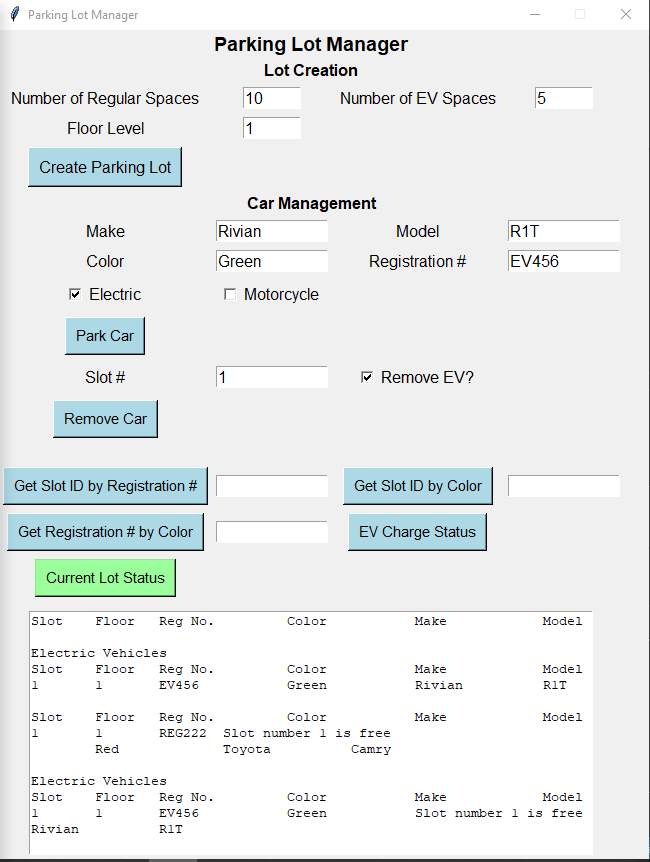 Parking Lot Manager
Parking Lot Manager
Lot Creation
Number of Regular Spaces 10 Number of EV Spaces 5
Floor Level 1
Create Parking Lot
Car Management
Make Rivian Model R1T
Color Green Registration # EV456
Electric Motorcycle
Park Car
Slot # 1 Remove EV?
Remove Car
Get Slot ID by Registration # Get Slot ID by Color
Get Registration # by Color EV Charge Status
Current Lot Status
Slot Floor Reg No. Color Make Model
Electric Vehicles
Slot Floor Reg No. Color Make Model
1 1 EV456 Green Rivian R1T
Slot Floor Reg No. Color Make Model
1 1 REG222 Slot number 1 is free
Red Toyota Camry
Electric Vehicles
Slot Floor Reg No. Color Make Model
1 1 EV456 Green Slot number 1 is free
Rivian R1T